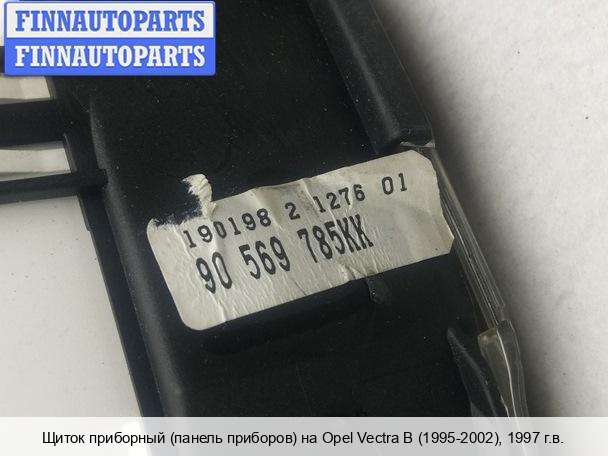 FINNAUTOPARTS
FINNAUTOPARTS
190198 2 1276 01
90 569 785KK
Щиток приборный (панель приборов) на Opel Vectra B (1995-2002), 1997 г.в.